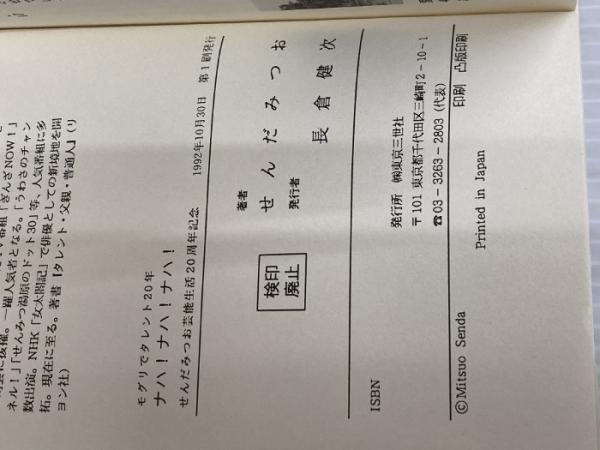 司会に抜擢。一躍人気者となる。「うわさのチャン
ネル！」「せんみつ湯原のドット30」等、人気番組に多
数出演。NHK「女太閤記」で俳優としての新境地を開
拓。現在に至る。著書『タレント・父親・普通人』(リ
ヨン社)
モグリでタレント20年
ナハ！ナハ！ナハ！
せんだみつお芸能生活20周年記念
1992年10月30日 第1刷発行
著者
せんだみつお
発行者
長倉健次
検印
廃止
発行所 ㈱東京三世社
〒101 東京都千代田区三崎町2-10-1
☎03-3263-2803 (代表)
印刷 凸版印刷
Printed in Japan
ISBN
©Mitsuo Senda